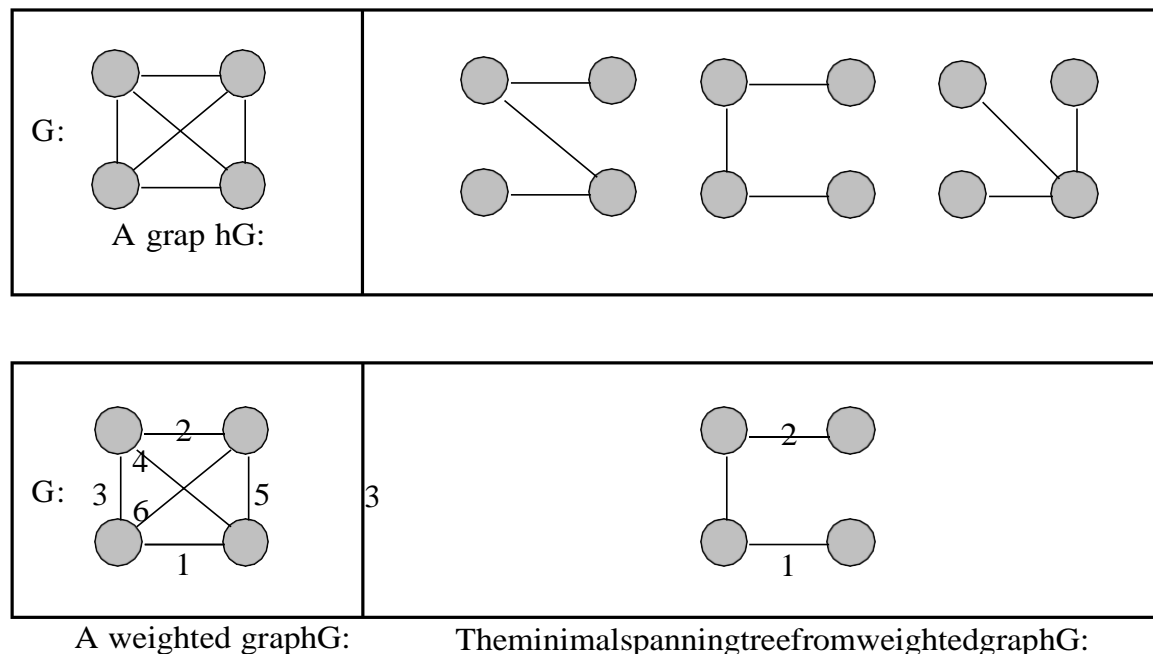 G:
A grap hG:
2
4
G: 3 5 3
6
1
2
1
A weighted graphG:
Theminimalspanningtreefromweightedgraph​G: